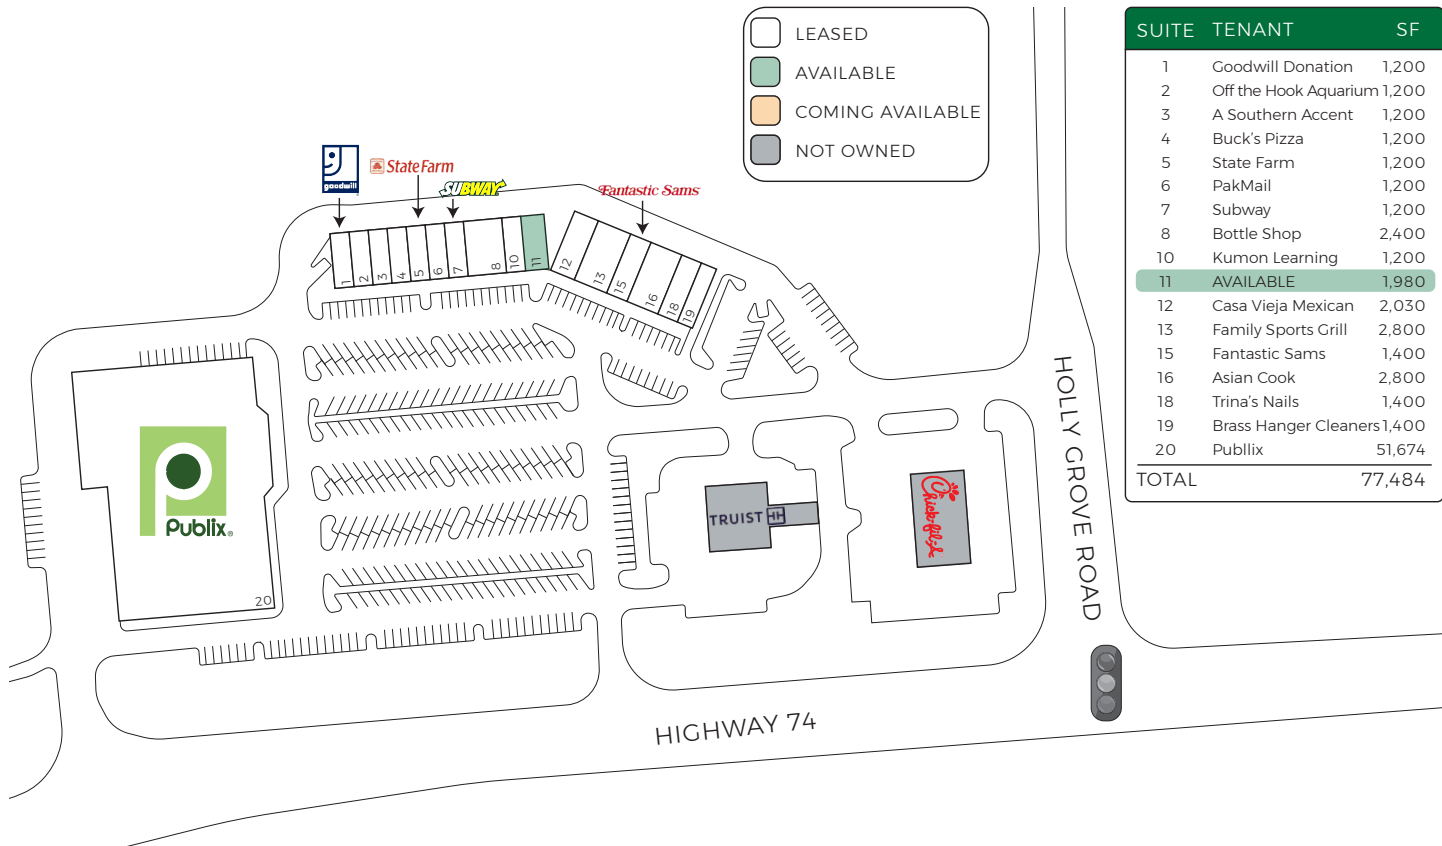 LEASED
AVAILABLE
COMING AVAILABLE
NOT OWNED
SUITE TENANT SF
1 Goodwill Donation 1,200
2 Off the Hook Aquarium 1,200
3 A Southern Accent 1,200
4 Buck's Pizza 1,200
5 State Farm 1,200
6 PakMail 1,200
7 Subway 1,200
8 Bottle Shop 2,400
10 Kumon Learning 1,200
11 AVAILABLE 1,980
12 Casa Vieja Mexican 2,030
13 Family Sports Grill 2,800
15 Fantastic Sams 1,400
16 Asian Cook 2,800
18 Trina's Nails 1,400
19 Brass Hanger Cleaners 1,400
20 Publlix 51,674
TOTAL 77,484
goodwill
State Farm
SUBWAY
Fantastic Sams
1
2
3
4
5
6
7
8
10
11
12
13
15
16
18
19
Publix®
20
TRUIST
Chick-fil-A
HOLLY GROVE ROAD
HIGHWAY 74